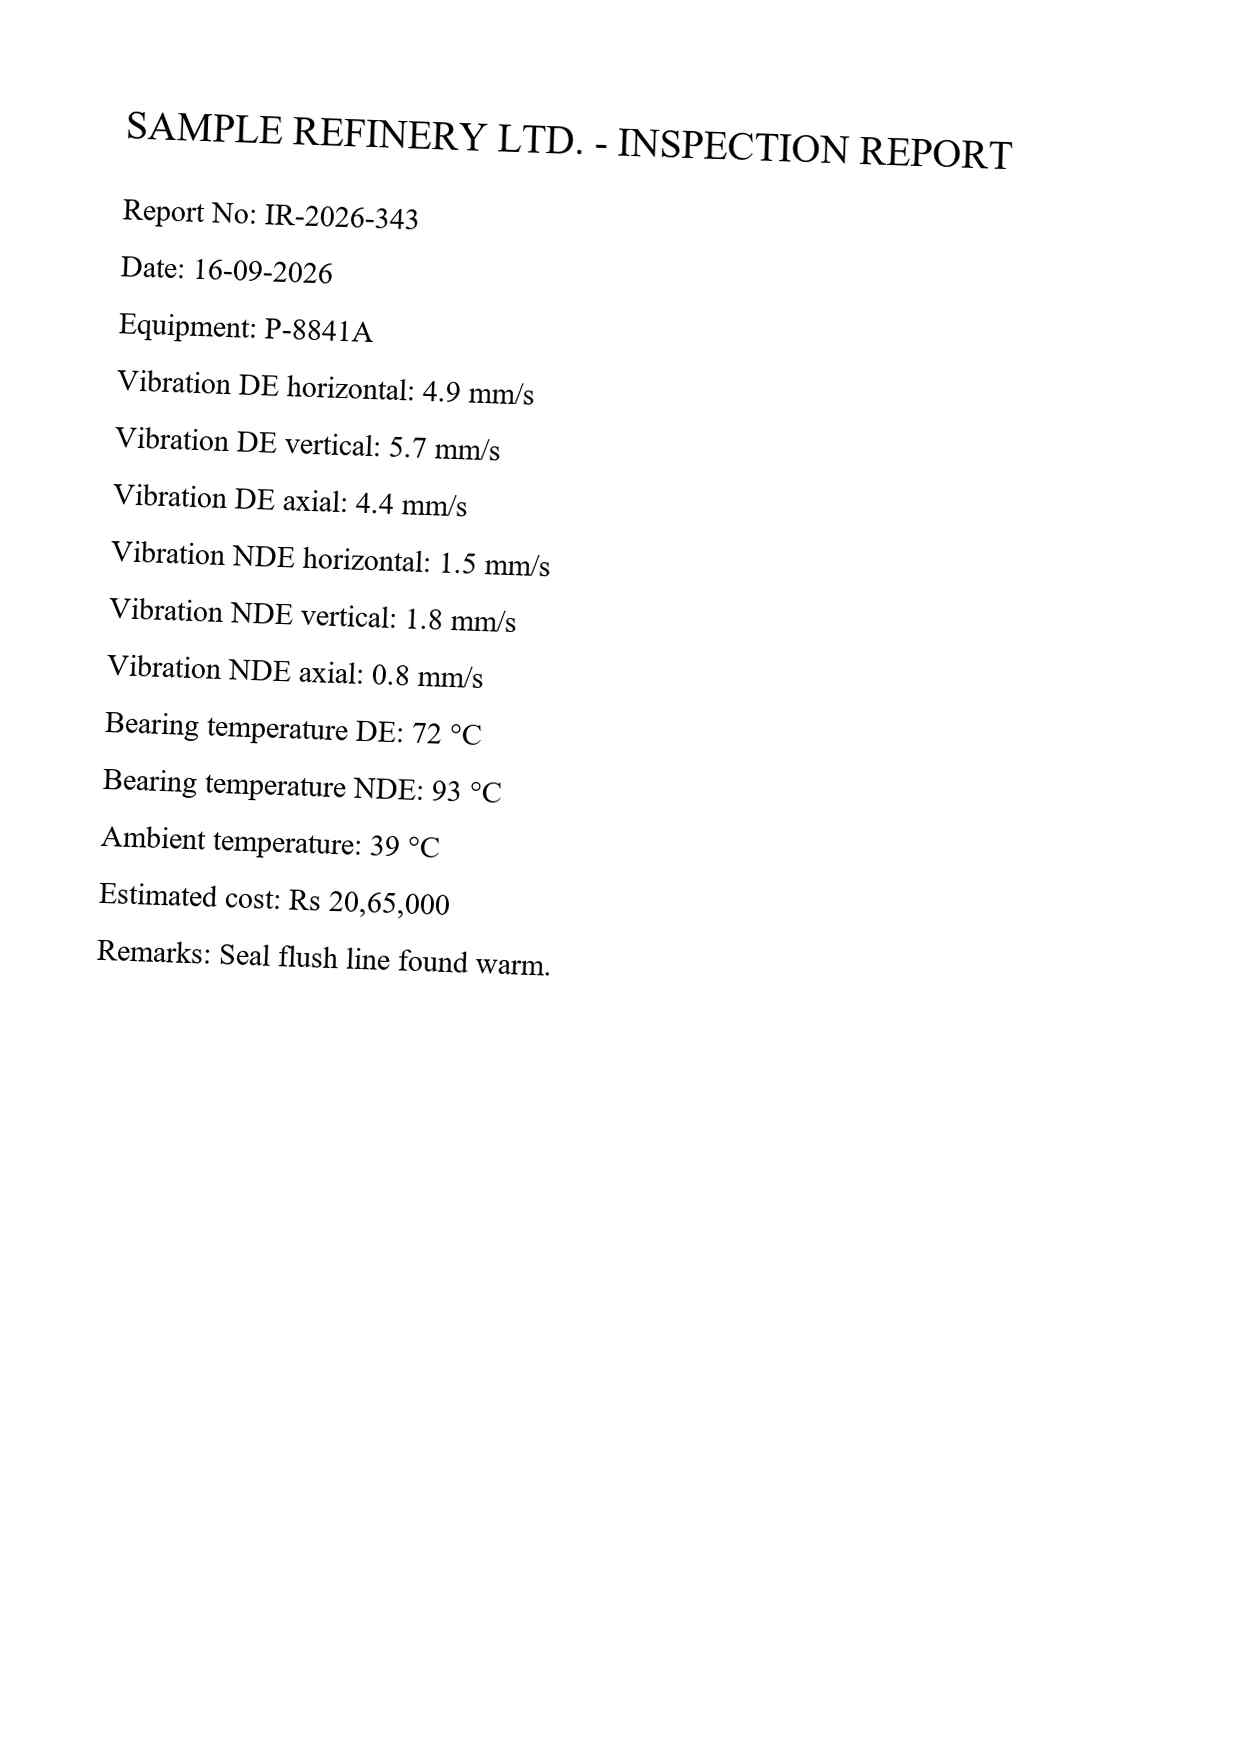 SAMPLE REFINERY LTD. - INSPECTION REPORT
Report No: IR-2026-343
Date: 16-09-2026
Equipment: P-8841A
Vibration DE horizontal: 4.9 mm/s
Vibration DE vertical: 5.7 mm/s
Vibration DE axial: 4.4 mm/s
Vibration NDE horizontal: 1.5 mm/s
Vibration NDE vertical: 1.8 mm/s
Vibration NDE axial: 0.8 mm/s
Bearing temperature DE: 72 °C
Bearing temperature NDE: 93 °C
Ambient temperature: 39 °C
Estimated cost: Rs 20,65,000
Remarks: Seal flush line found warm.